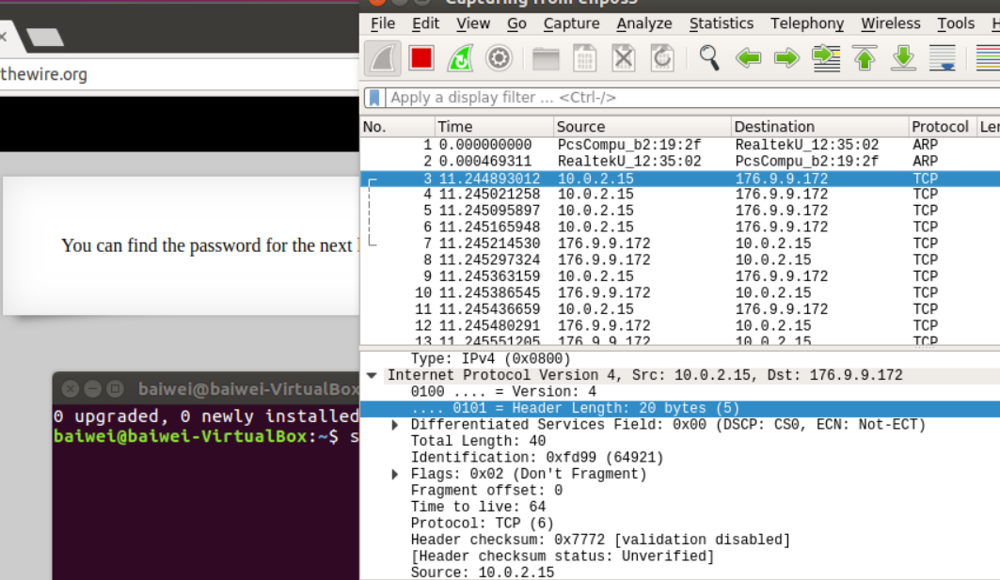 Capturing from enp0s3
thewire.org
You can find the password for the next
baiwei@baiwei-VirtualBox
0 upgraded, 0 newly installed
baiwei@baiwei-VirtualBox:~$ s
File Edit View Go Capture Analyze Statistics Telephony Wireless Tools H
Apply a display filter ... <Ctrl-/>
No. Time Source Destination Protocol Len
1 0.000000000 PcsCompu_b2:19:2f RealtekU_12:35:02 ARP
2 0.000469311 RealtekU_12:35:02 PcsCompu_b2:19:2f ARP
3 11.244893012 10.0.2.15 176.9.9.172 TCP
4 11.245021258 10.0.2.15 176.9.9.172 TCP
5 11.245095897 10.0.2.15 176.9.9.172 TCP
6 11.245165948 10.0.2.15 176.9.9.172 TCP
7 11.245214530 176.9.9.172 10.0.2.15 TCP
8 11.245297324 176.9.9.172 10.0.2.15 TCP
9 11.245363159 10.0.2.15 176.9.9.172 TCP
10 11.245386545 176.9.9.172 10.0.2.15 TCP
11 11.245436659 10.0.2.15 176.9.9.172 TCP
12 11.245480291 176.9.9.172 10.0.2.15 TCP
13 11.245551205 176.9.9.172 10.0.2.15 TCP
Type: IPv4 (0x0800)
Internet Protocol Version 4, Src: 10.0.2.15, Dst: 176.9.9.172
0100 .... = Version: 4
.... 0101 = Header Length: 20 bytes (5)
Differentiated Services Field: 0x00 (DSCP: CS0, ECN: Not-ECT)
Total Length: 40
Identification: 0xfd99 (64921)
Flags: 0x02 (Don't Fragment)
Fragment offset: 0
Time to live: 64
Protocol: TCP (6)
Header checksum: 0x7772 [validation disabled]
[Header checksum status: Unverified]
Source: 10.0.2.15